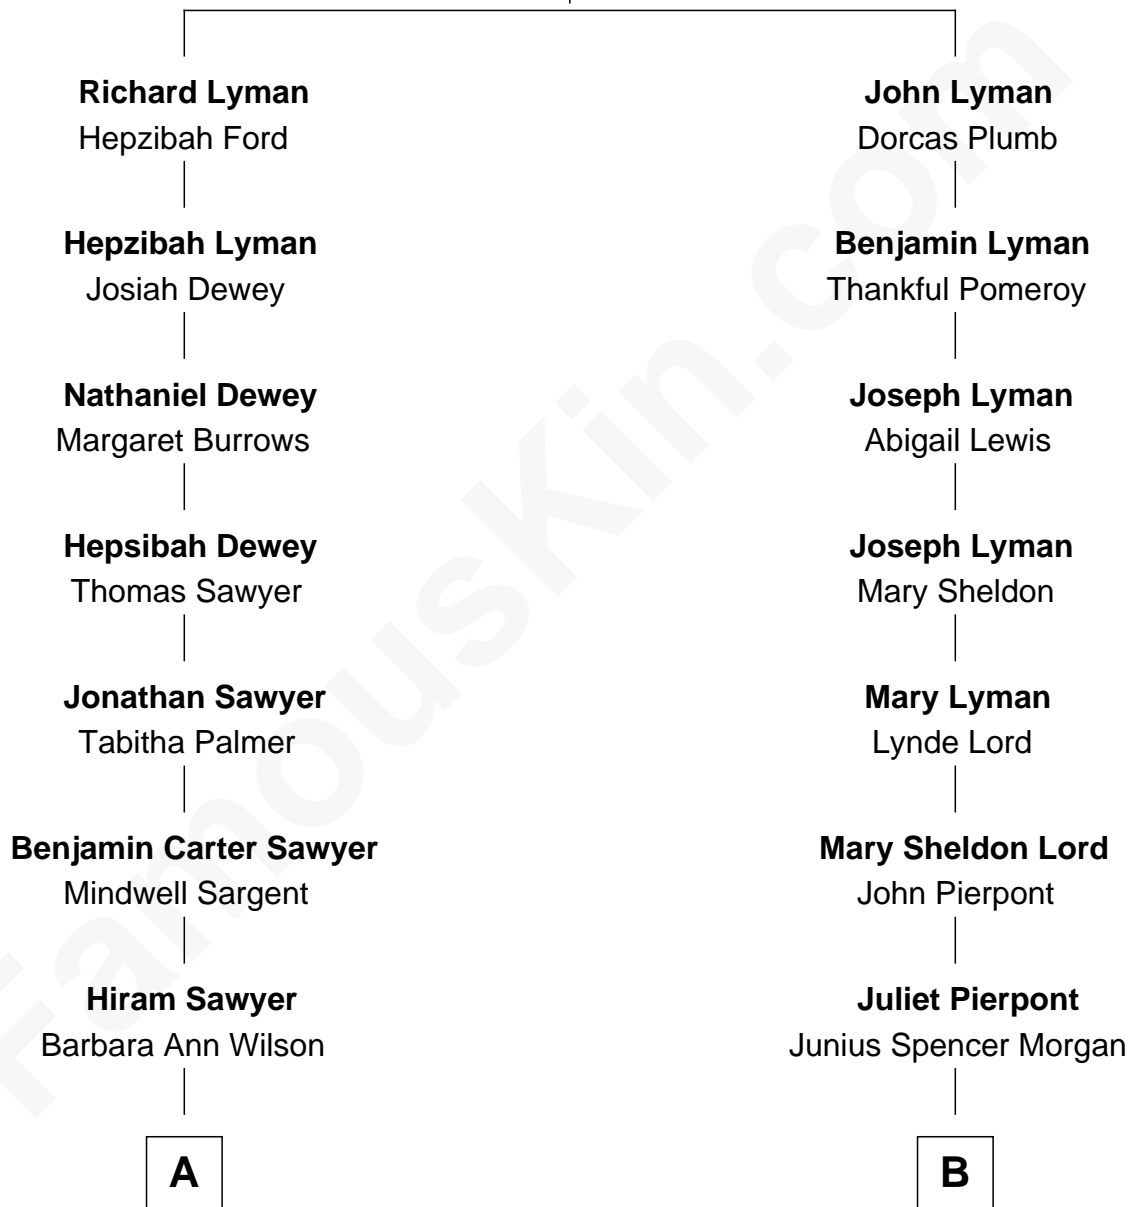 Richard Lyman
Hepzibah Ford
Hepzibah Lyman
Josiah Dewey
Nathaniel Dewey
Margaret Burrows
Hepsibah Dewey
Thomas Sawyer
Jonathan Sawyer
Tabitha Palmer
Benjamin Carter Sawyer
Mindwell Sargent
Hiram Sawyer
Barbara Ann Wilson
A
John Lyman
Dorcas Plumb
Benjamin Lyman
Thankful Pomeroy
Joseph Lyman
Abigail Lewis
Joseph Lyman
Mary Sheldon
Mary Lyman
Lynde Lord
Mary Sheldon Lord
John Pierpont
Juliet Pierpont
Junius Spencer Morgan
B
FamousKin.com